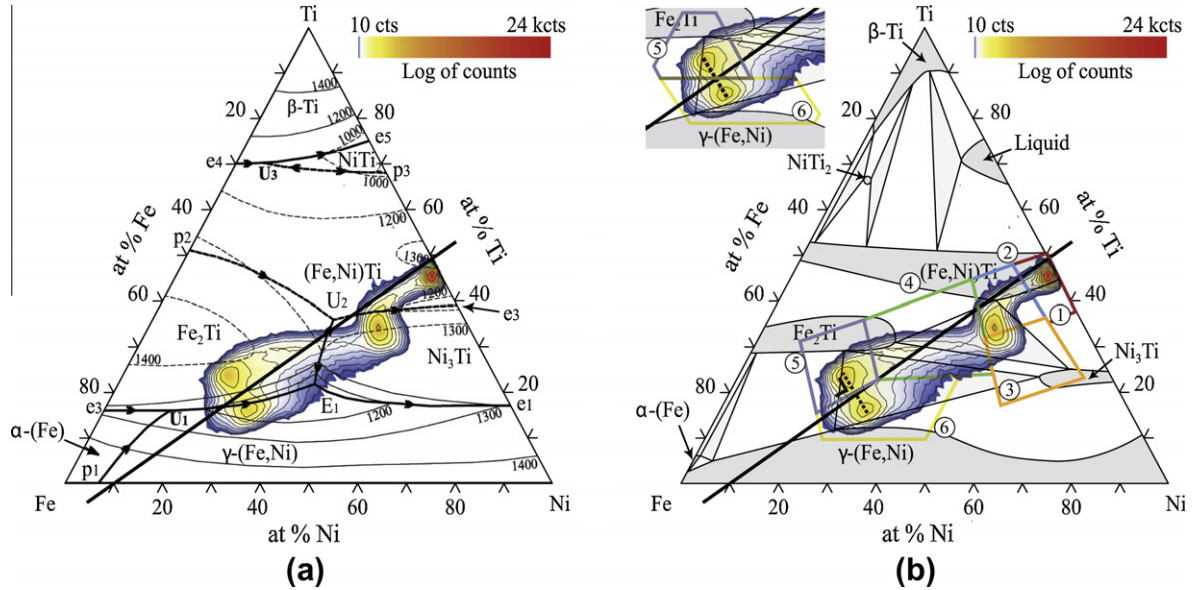 Ti
10 cts 24 kcts
Log of counts
1400
β-Ti
1200
20
80
1000
e5
e4
NiTi
U3
p3
1000
at % Fe
40
60
at % Ti
1200
p2
1300
(Fe,Ni)Ti
1200
60
U2
40
e3
1300
Fe2Ti
1400
Ni3Ti
80
20
e3
U1
E1
e1
1200
1300
α-(Fe)
γ-(Fe,Ni)
p1
1400
Fe
20
40
60
80
Ni
at % Ni
(a)
Fe2Ti
5
6
γ-(Fe,Ni)
Ti
10 cts 24 kcts
Log of counts
β-Ti
20
80
Liquid
NiTi2
at % Fe
40
60
at % Ti
2
(Fe,Ni)Ti
4
60
40
1
Fe2Ti
5
Ni3Ti
80
20
3
α-(Fe)
6
γ-(Fe,Ni)
Fe
20
40
60
80
Ni
at % Ni
(b)